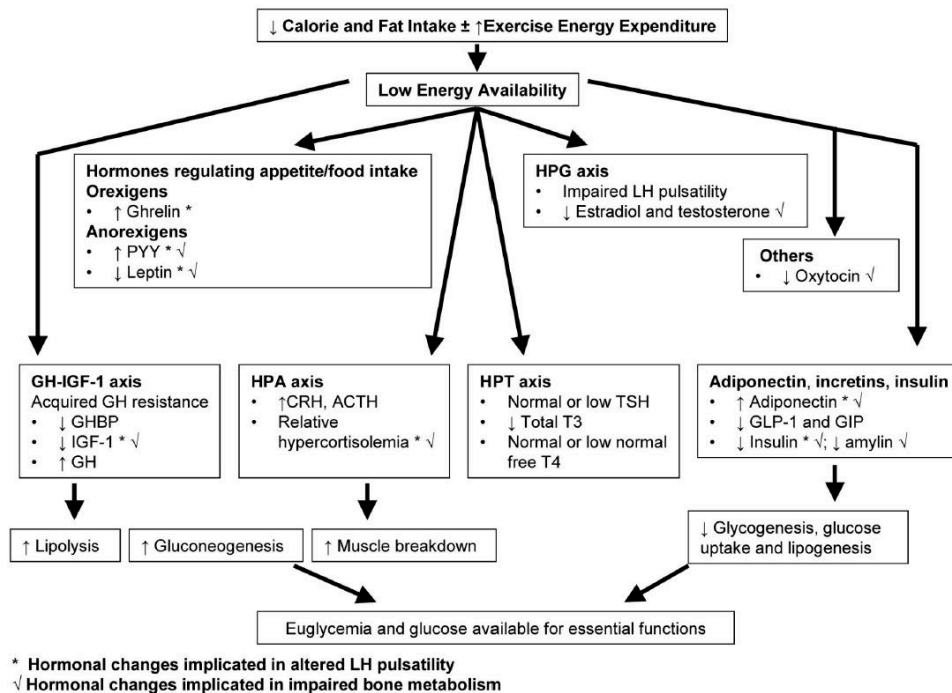 ↓ Calorie and Fat Intake ± ↑Exercise Energy Expenditure
Low Energy Availability
Hormones regulating appetite/food intake
Orexigens
• ↑ Ghrelin *
Anorexigens
• ↑ PYY * √
• ↓ Leptin * √
HPG axis
• Impaired LH pulsatility
• ↓ Estradiol and testosterone √
Others
• ↓ Oxytocin √
GH-IGF-1 axis
Acquired GH resistance
• ↓ GHBP
• ↓ IGF-1 * √
• ↑ GH
HPA axis
• ↑CRH, ACTH
• Relative
hypercortisolemia * √
HPT axis
• Normal or low TSH
• ↓ Total T3
• Normal or low normal
free T4
Adiponectin, incretins, insulin
• ↑ Adiponectin * √
• ↓ GLP-1 and GIP
• ↓ Insulin * √; ↓ amylin √
↑ Lipolysis
↑ Gluconeogenesis
↑ Muscle breakdown
↓ Glycogenesis, glucose
uptake and lipogenesis
Euglycemia and glucose available for essential functions
* Hormonal changes implicated in altered LH pulsatility
√ Hormonal changes implicated in impaired bone metabolism